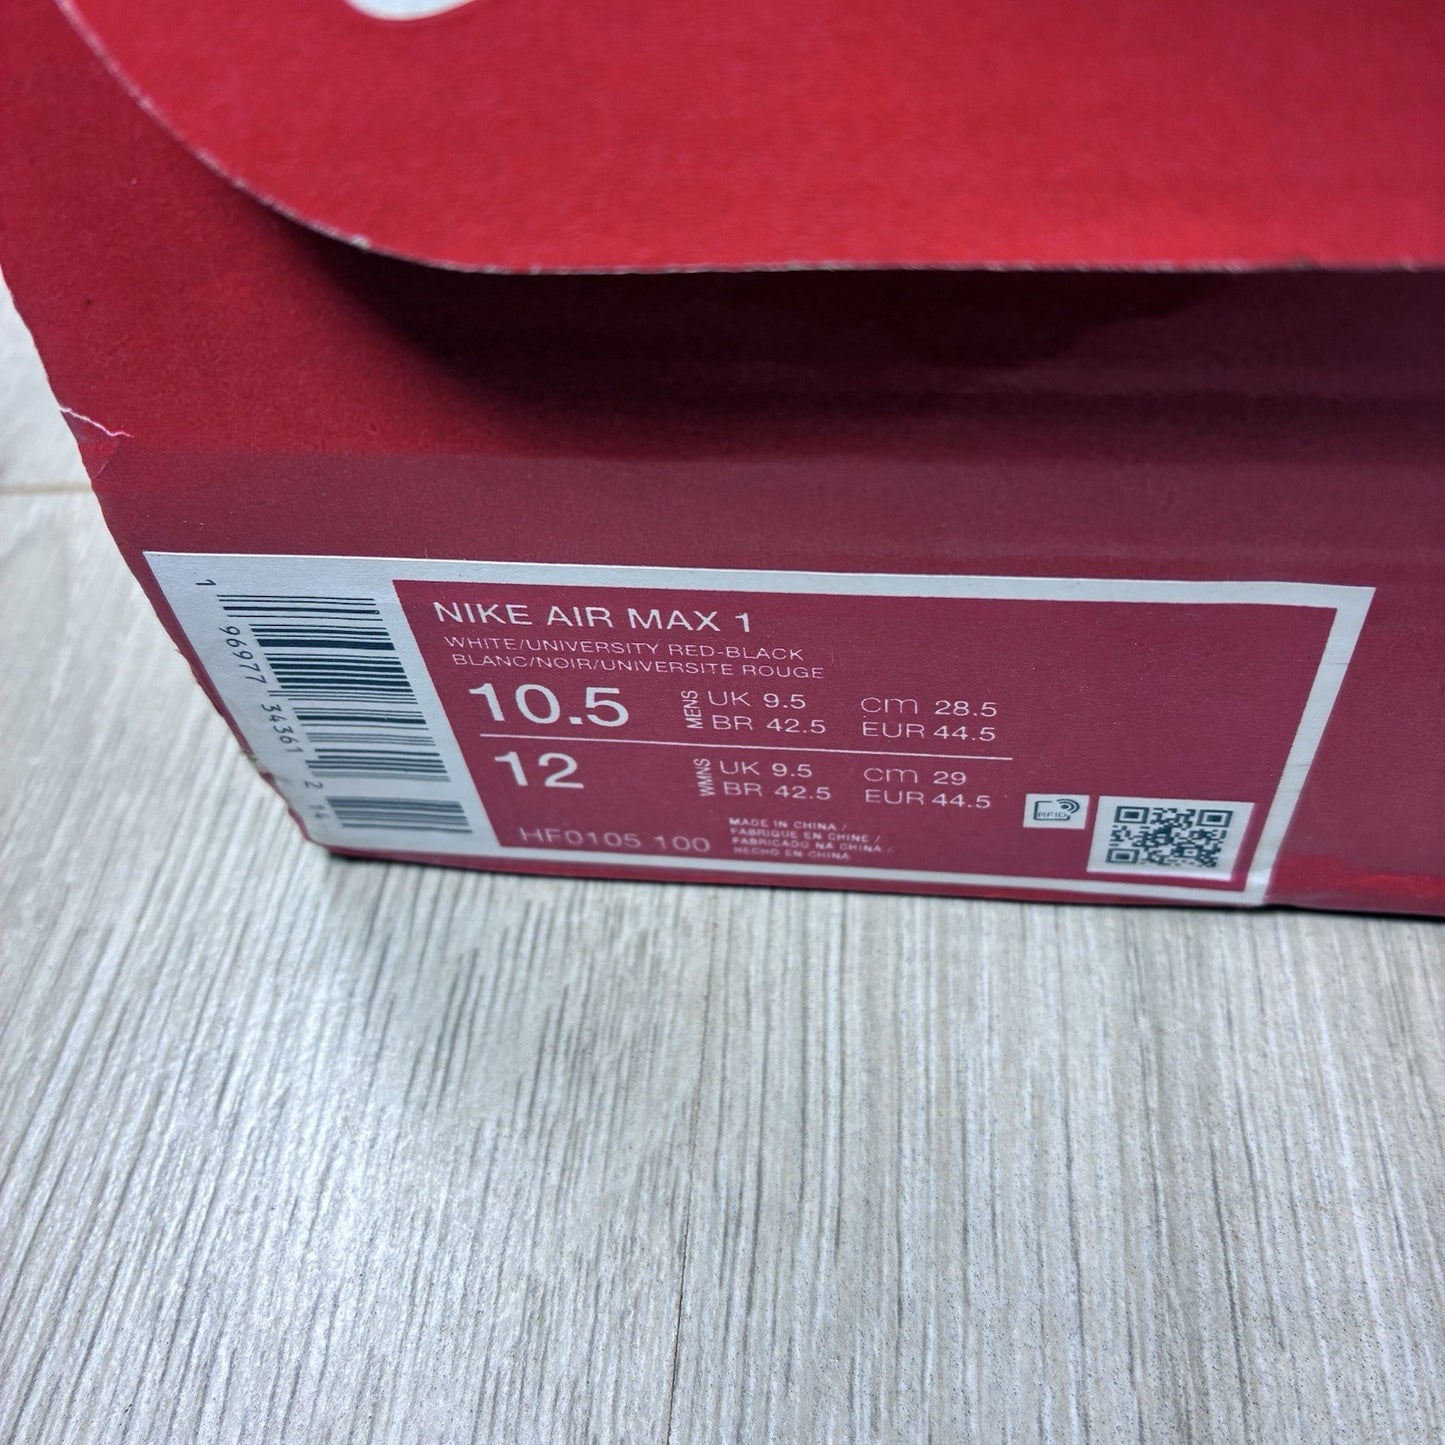 NIKE AIR MAX 1
WHITE/UNIVERSITY RED-BLACK
BLANC/NOIR/UNIVERSITE ROUGE
10.5 MENS UK 9.5 CM 28.5
BR 42.5 EUR 44.5
12 WMNS UK 9.5 CM 29
BR 42.5 EUR 44.5
HF0105 100
MADE IN CHINA /
FABRIQUE EN CHINE /
FABRICADO NA CHINA /
HECHO EN CHINA
RFID
1 96977 34361 2 14